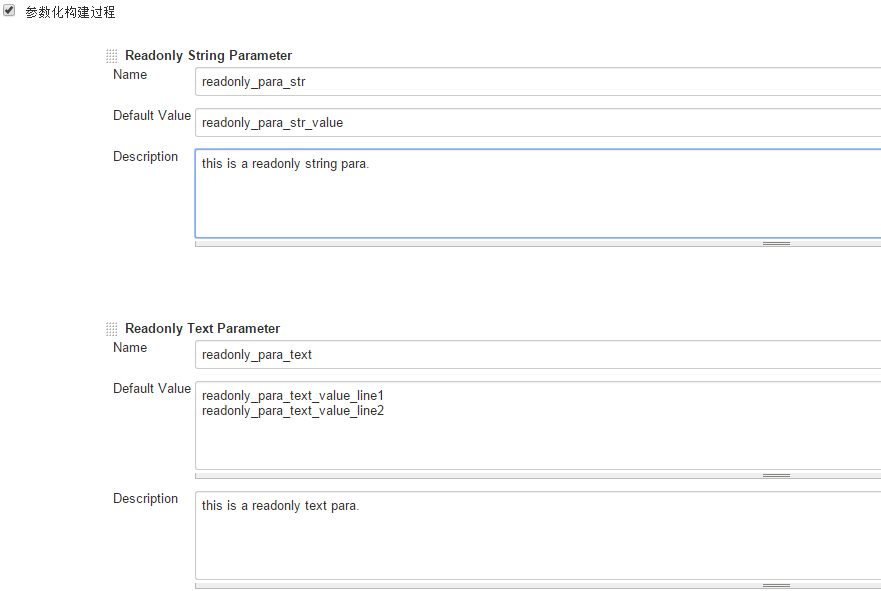 参数化构建过程
Readonly String Parameter
Name
readonly_para_str
Default Value
readonly_para_str_value
Description
this is a readonly string para.
Readonly Text Parameter
Name
readonly_para_text
Default Value
readonly_para_text_value_line1
readonly_para_text_value_line2
Description
this is a readonly text para.